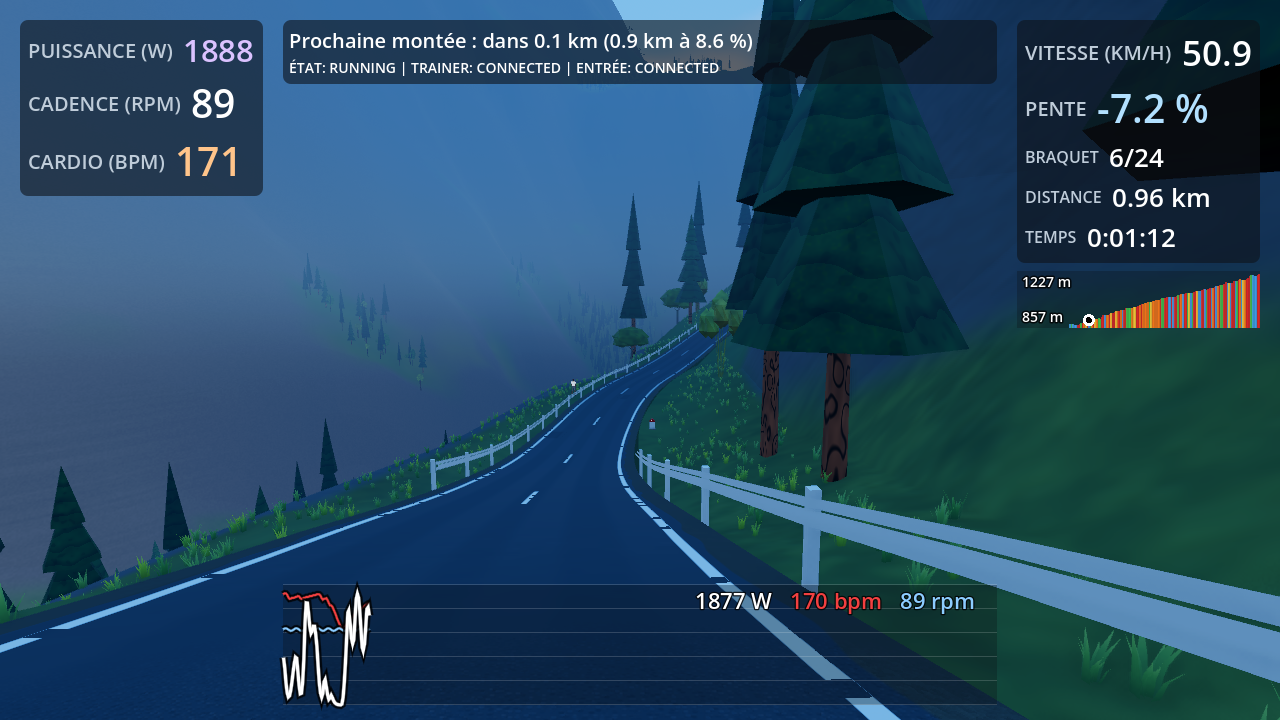 PUISSANCE (W) 1888
CADENCE (RPM) 89
CARDIO (BPM) 171
Prochaine montée : dans 0.1 km (0.9 km à 8.6 %)
ÉTAT: RUNNING | TRAINER: CONNECTED | ENTRÉE: CONNECTED
VITESSE (KM/H) 50.9
PENTE -7.2 %
BRAQUET 6/24
DISTANCE 0.96 km
TEMPS 0:01:12
1227 m
857 m
1877 W 170 bpm 89 rpm